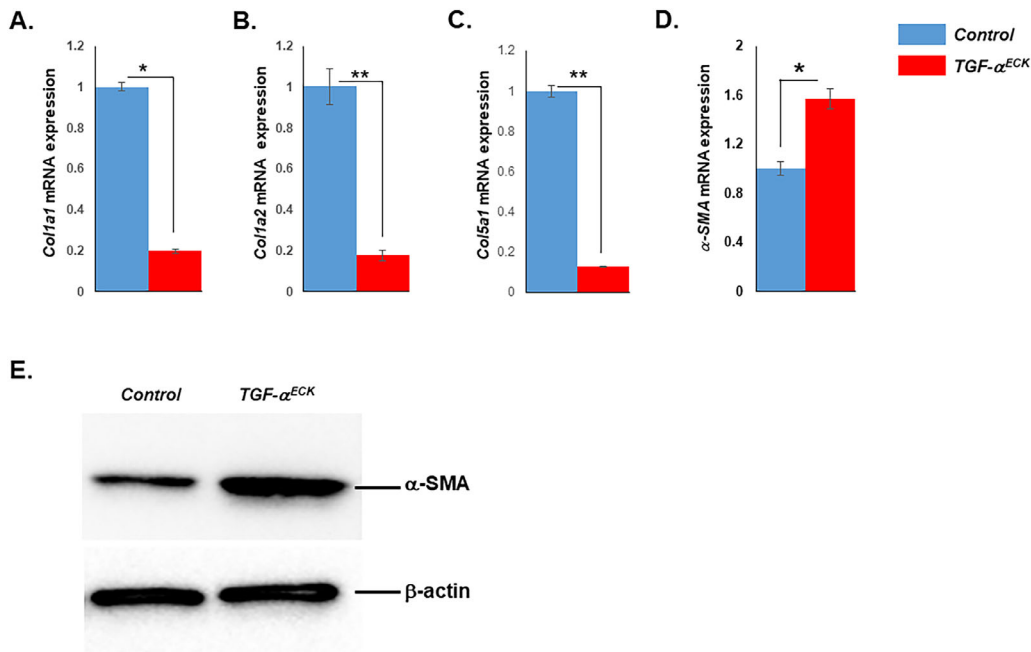 A.
Col1a1 mRNA expression
1.2
1
0.8
0.6
0.4
0.2
0
*
B.
Col1a2 mRNA expression
1.2
1
0.8
0.6
0.4
0.2
0
**
C.
Col5a1 mRNA expression
1.2
1
0.8
0.6
0.4
0.2
0
**
D.
α-SMA mRNA expression
2
1.6
1.2
0.8
0.4
0
*
Control
TGF-α^ECK
E.
Control TGF-α^ECK
α-SMA
β-actin